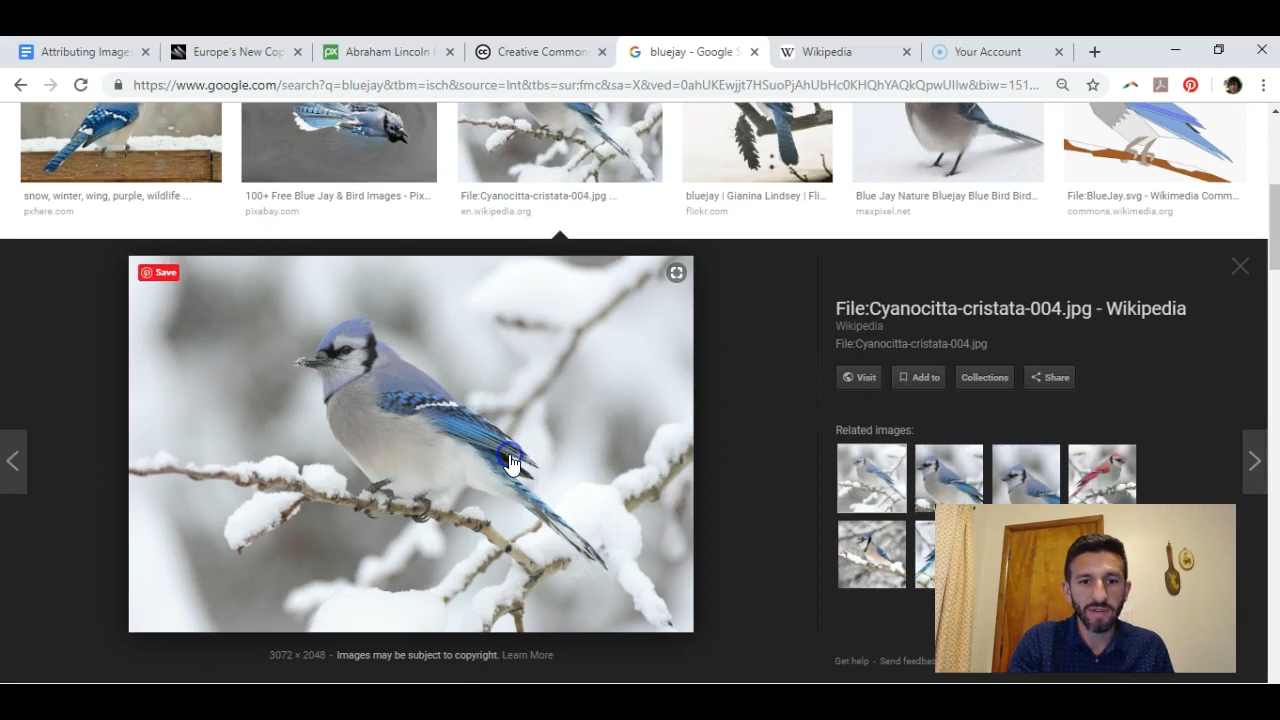 Attributing Image
Europe's New Cop
Abraham Lincoln P
Creative Common
bluejay - Google S
Wikipedia
Your Account
https://www.google.com/search?q=bluejay&tbm=isch&source=lnt&tbs=sur:fmc&sa=X&ved=0ahUKEwjjt7HSuoPjAhUbHc0KHQhYAQkQpwUIIw&biw=151...
snow, winter, wing, purple, wildlife ...
pxhere.com
100+ Free Blue Jay & Bird Images - Pix...
pixabay.com
File:Cyanocitta-cristata-004.jpg ...
en.wikipedia.org
bluejay | Gianina Lindsey | Fli...
flickr.com
Blue Jay Nature Bluejay Blue Bird Bird...
maxpixel.net
File:BlueJay.svg - Wikimedia Comm...
commons.wikimedia.org
Save
File:Cyanocitta-cristata-004.jpg - Wikipedia
Wikipedia
File:Cyanocitta-cristata-004.jpg
Visit
Add to
Collections
Share
Related images:
3072 × 2048 - Images may be subject to copyright. Learn More
Get help - Send feedbac